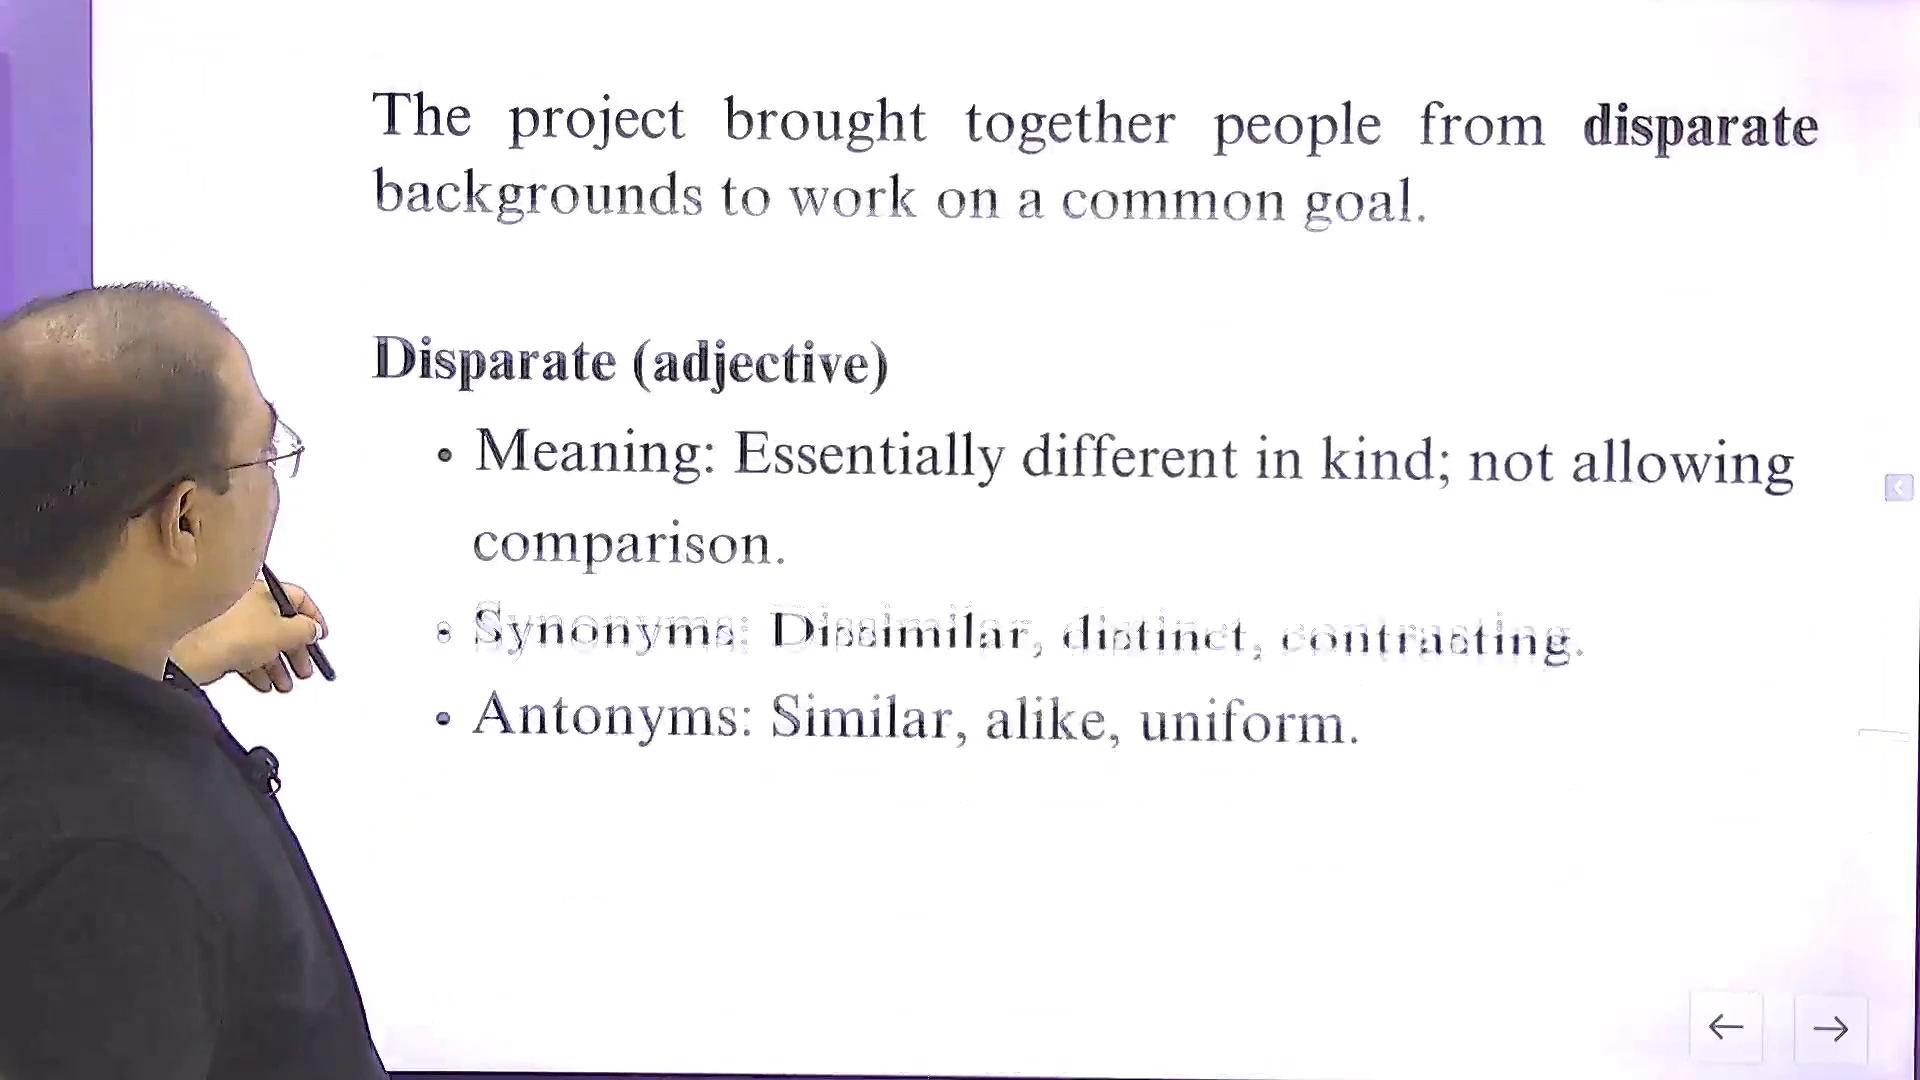 The project brought together people from disparate
backgrounds to work on a common goal.
Disparate (adjective)
• Meaning: Essentially different in kind; not allowing
comparison.
• Synonyms: Dissimilar, distinct, contrasting.
• Antonyms: Similar, alike, uniform.